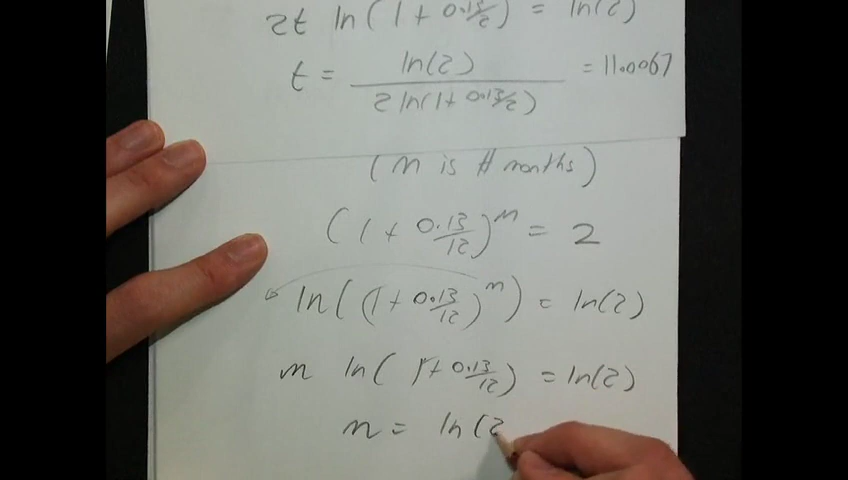 2t ln(1 + 0.13/2) = ln(2)
t = ln(2) / 2 ln(1 + 0.13/2) = 11.0067
(m is # months)
(1 + 0.13/12)^m = 2
ln((1 + 0.13/12)^m) = ln(2)
m ln(1 + 0.13/12) = ln(2)
m = ln(2